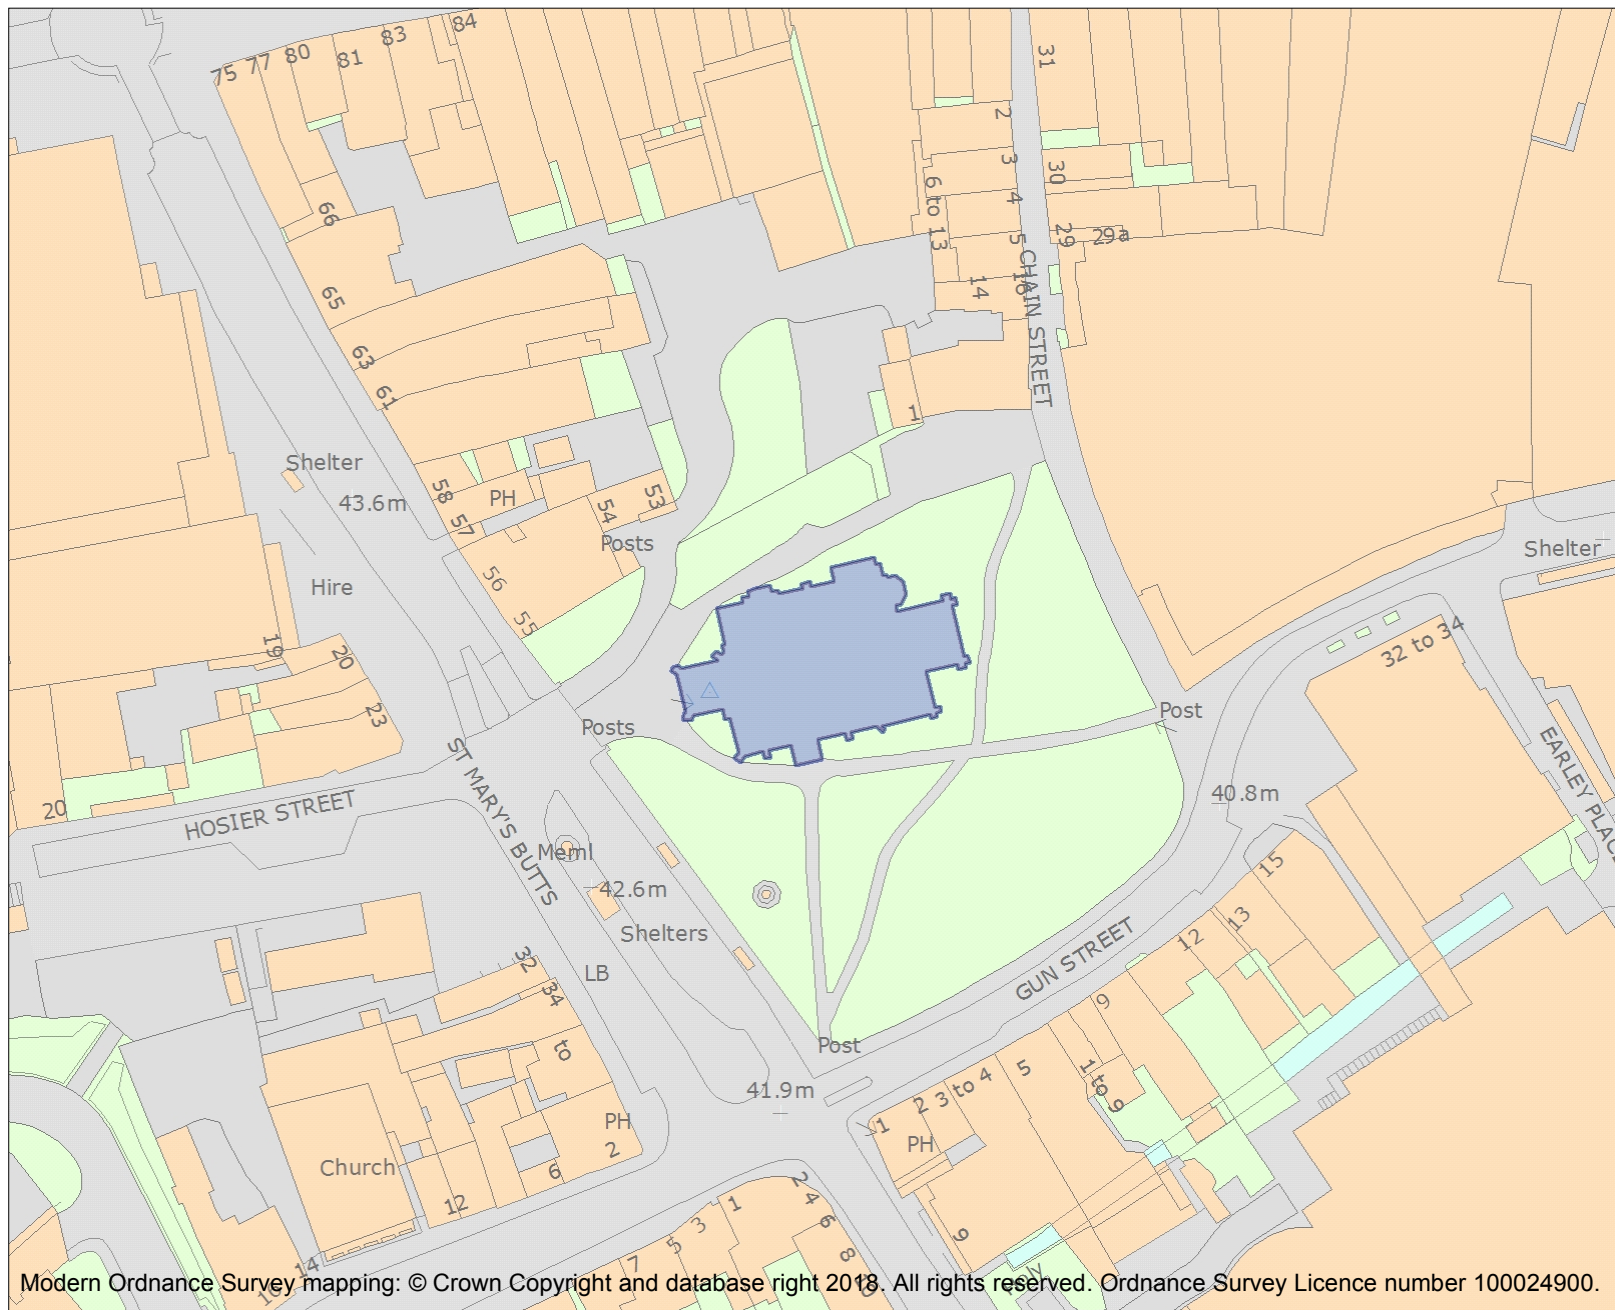 84
83
80
81
77
75
31
2
3
30
4
6 to 13
66
5
29
29a
14
16
65
CHAIN STREET
63
61
1
Shelter
43.6m
58
PH
54
53
57
Posts
Shelter
56
Hire
55
19
20
32 to 34
23
Posts
Post
ST MARY'S BUTTS
EARLEY PLACE
20
HOSIER STREET
40.8m
Meml
42.6m
15
Shelters
13
12
GUN STREET
32
LB
34
to
9
Post
5
41.9m
3 to 4
1 to 9
2
1
PH
PH
2
Church
6
12
2
4
6
8
1
3
5
7
9
14
16
Modern Ordnance Survey mapping: © Crown Copyright and database right 2018. All rights reserved. Ordnance Survey Licence number 100024900.